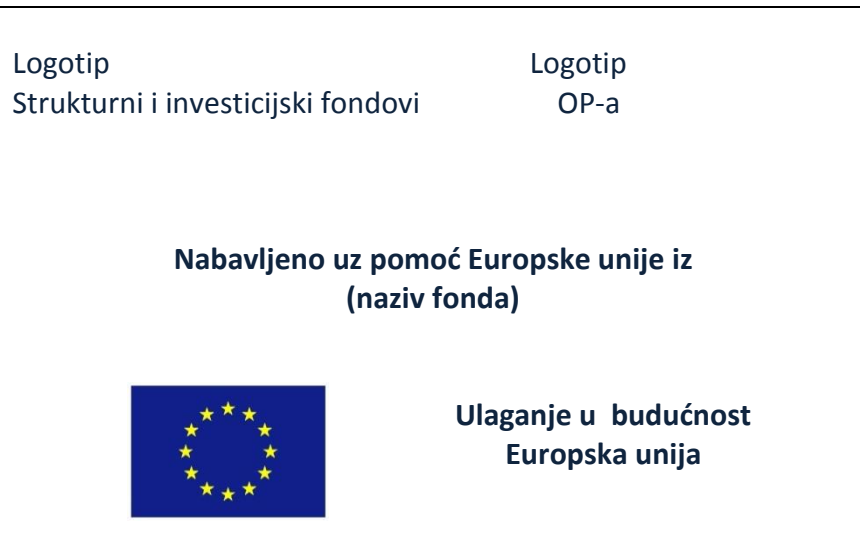 Logotip
Strukturni i investicijski fondovi
Logotip
OP-a
Nabavljeno uz pomoć Europske unije iz
(naziv fonda)
Ulaganje u  budućnost
Europska unija